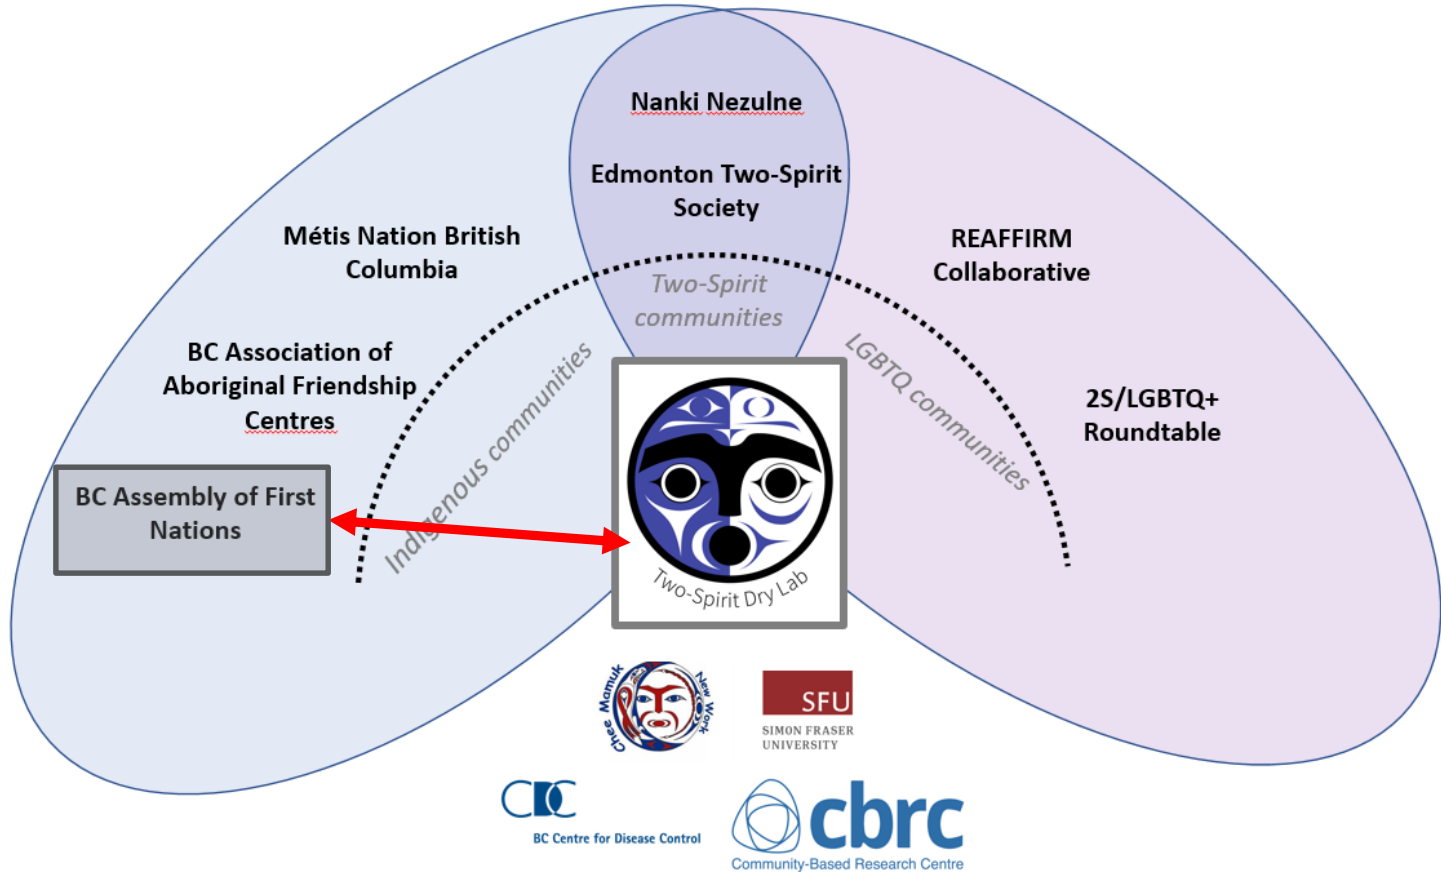 Nanki Nezulne
Edmonton Two-Spirit
Society
Métis Nation British
Columbia
REAFFIRM
Collaborative
Two-Spirit
communities
BC Association of
Aboriginal Friendship
Centres
Indigenous communities
LGBTQ communities
2S/LGBTQ+
Roundtable
BC Assembly of First
Nations
Two-Spirit Dry Lab
Chee Mamuk
New Work
SFU
SIMON FRASER
UNIVERSITY
CDC
BC Centre for Disease Control
cbrc
Community-Based Research Centre